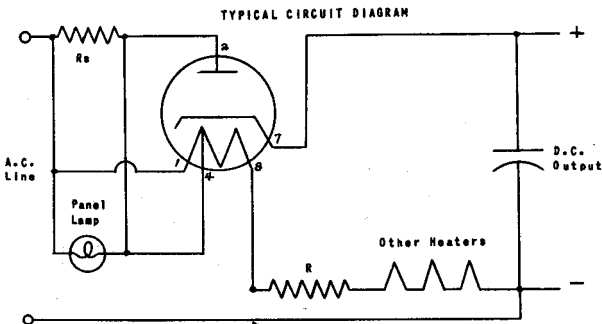 TYPICAL CIRCUIT DIAGRAM
+
2
Rs
7
A.C.
Line
1
4
8
D.C.
Output
Panel
Lamp
Other Heaters
R
−